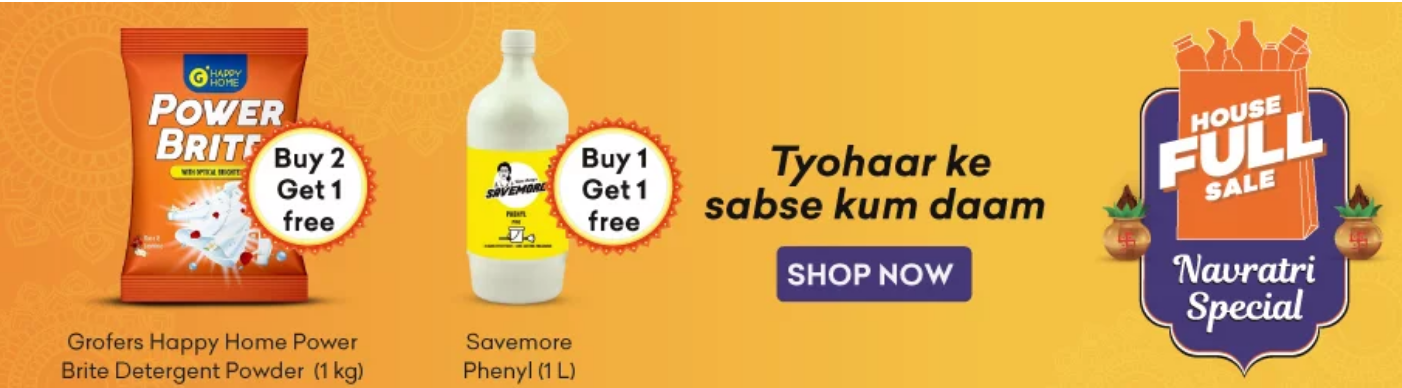 G HAPPY
HOME
POWER
BRITE
Buy 2
Get 1
free
Grofers Happy Home Power
Brite Detergent Powder (1 kg)
SAVEMORE
PHENYL
Buy 1
Get 1
free
Savemore
Phenyl (1 L)
Tyohaar ke
sabse kum daam
SHOP NOW
HOUSE
FULL
SALE
Navratri
Special